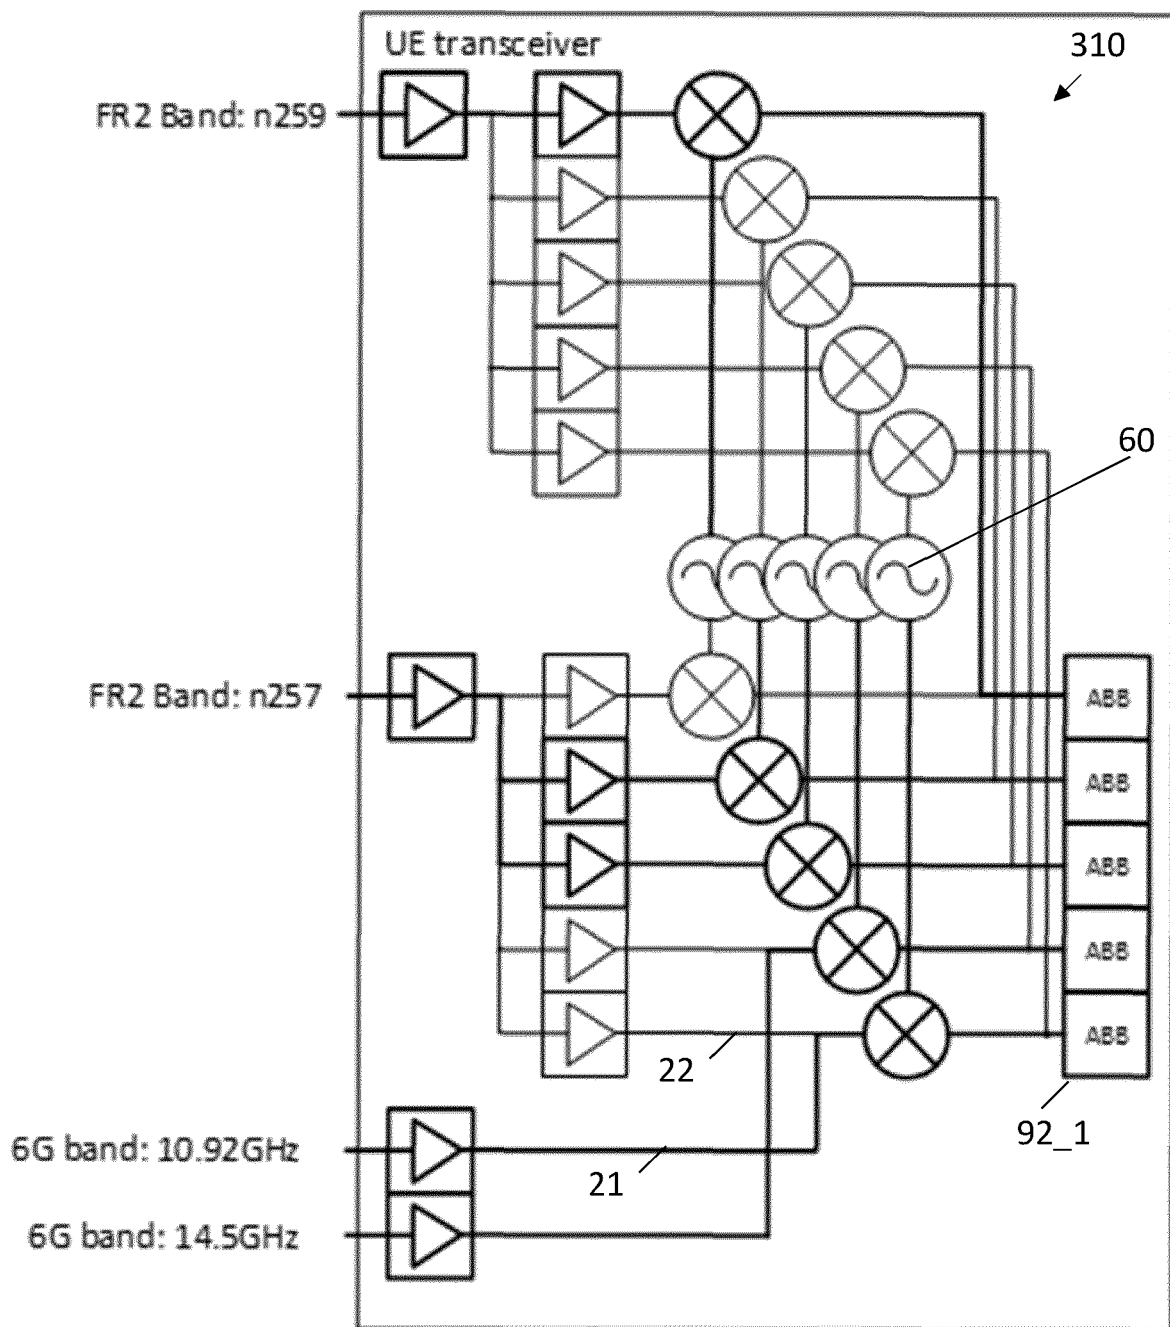 UE transceiver
310
FR2 Band: n259
60
FR2 Band: n257
ABB
ABB
ABB
ABB
ABB
22
92_1
6G band: 10.92GHz
21
6G band: 14.5GHz